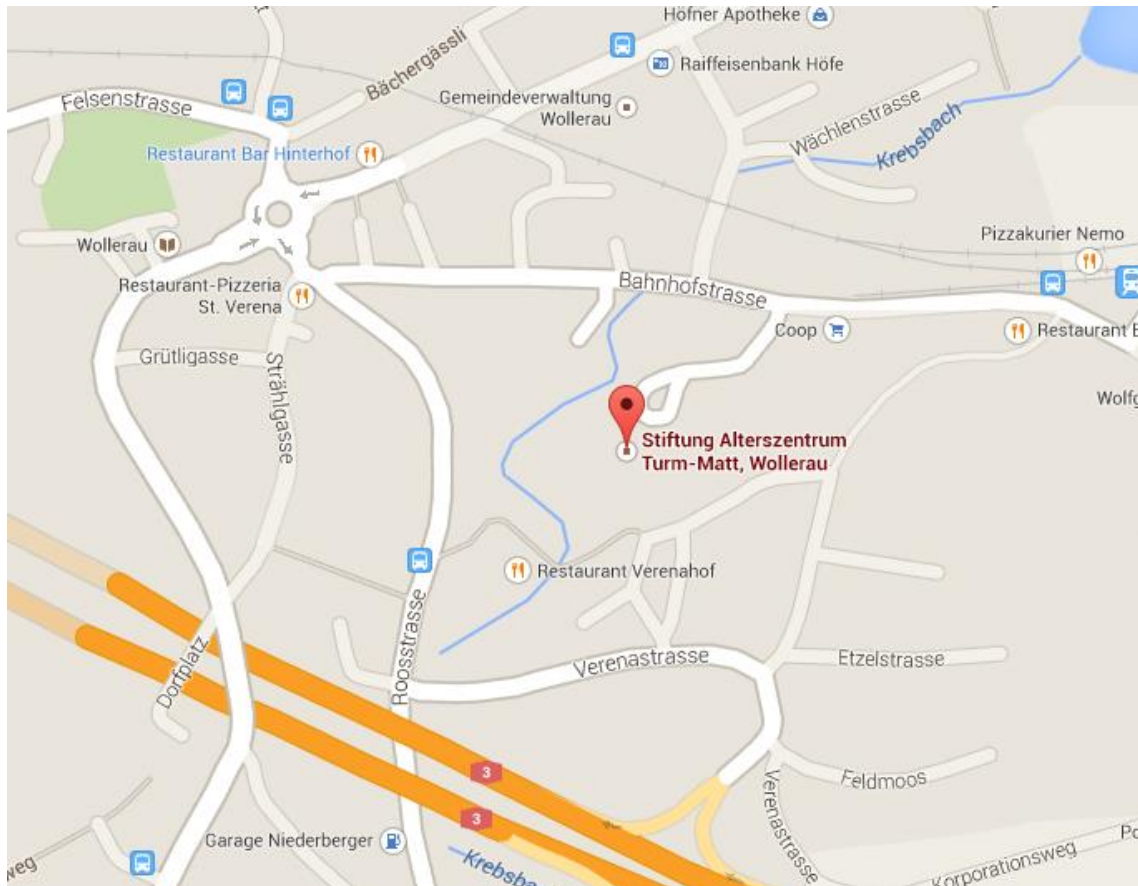 Höfner Apotheke
Bächergässli
Raiffeisenbank Höfe
Felsenstrasse
Gemeindeverwaltung
Wollerau
Wächlenstrasse
Krebsbach
Restaurant Bar Hinterhof
Wollerau
Pizzakurier Nemo
Restaurant-Pizzeria
St. Verena
Bahnhofstrasse
Coop
Restaurant B
Grütligasse
Strählgasse
Wolfg
Stiftung Alterszentrum
Turm-Matt, Wollerau
Restaurant Verenahof
Roosstrasse
Dorfplatz
Verenastrasse
Etzelstrasse
3
Feldmoos
Verenastrasse
3
Garage Niederberger
Krebsbach
weg
Korporationsweg
Po